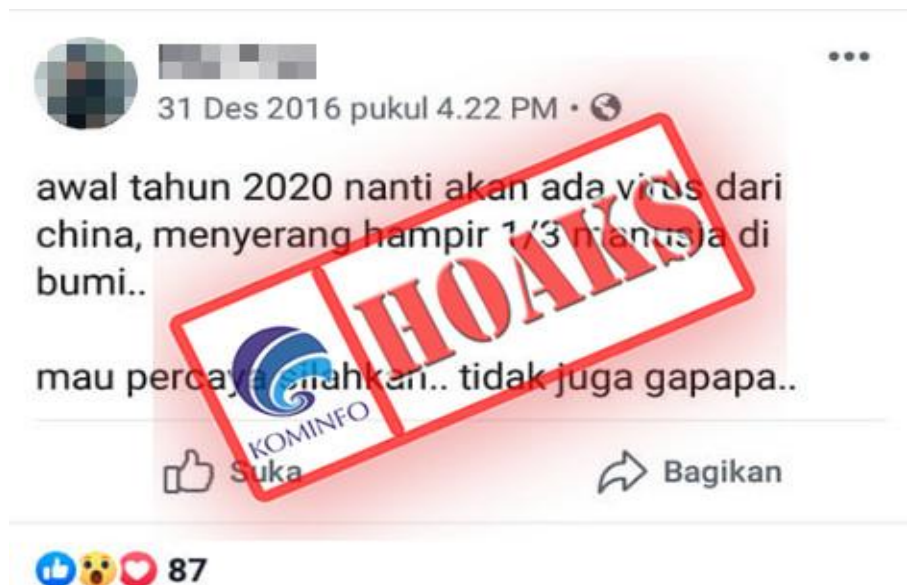 31 Des 2016 pukul 4.22 PM •
awal tahun 2020 nanti akan ada virus dari
china, menyerang hampir 1/3 manusia di
bumi..
mau percaya silahkan.. tidak juga gapapa..
HOAKS
KOMINFO
Suka
Bagikan
87